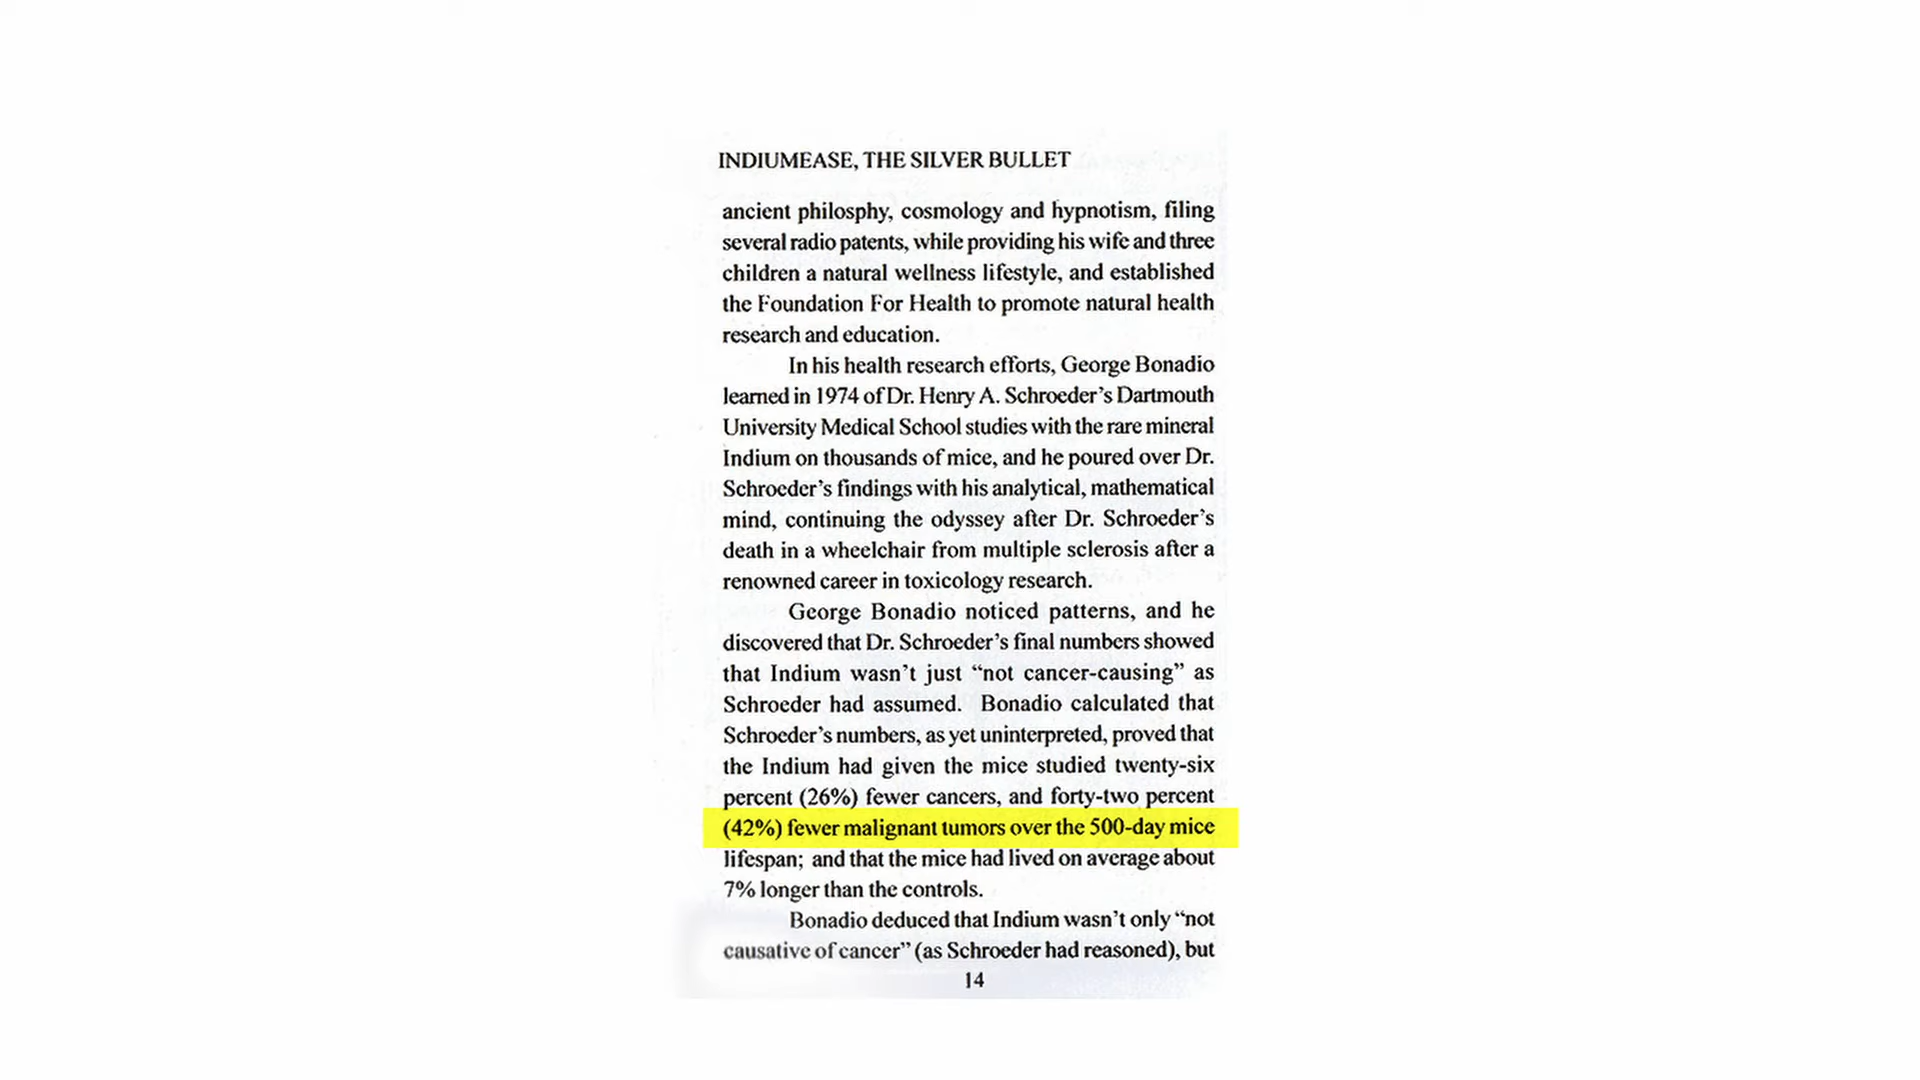 INDIUMEASE, THE SILVER BULLET
ancient philosphy, cosmology and hypnotism, filing
several radio patents, while providing his wife and three
children a natural wellness lifestyle, and established
the Foundation For Health to promote natural health
research and education.
In his health research efforts, George Bonadio
learned in 1974 of Dr. Henry A. Schroeder's Dartmouth
University Medical School studies with the rare mineral
Indium on thousands of mice, and he poured over Dr.
Schroeder's findings with his analytical, mathematical
mind, continuing the odyssey after Dr. Schroeder's
death in a wheelchair from multiple sclerosis after a
renowned career in toxicology research.
George Bonadio noticed patterns, and he
discovered that Dr. Schroeder's final numbers showed
that Indium wasn't just “not cancer-causing” as
Schroeder had assumed. Bonadio calculated that
Schroeder's numbers, as yet uninterpreted, proved that
the Indium had given the mice studied twenty-six
percent (26%) fewer cancers, and forty-two percent
(42%) fewer malignant tumors over the 500-day mice
lifespan; and that the mice had lived on average about
7% longer than the controls.
Bonadio deduced that Indium wasn't only “not
causative of cancer” (as Schroeder had reasoned), but
14